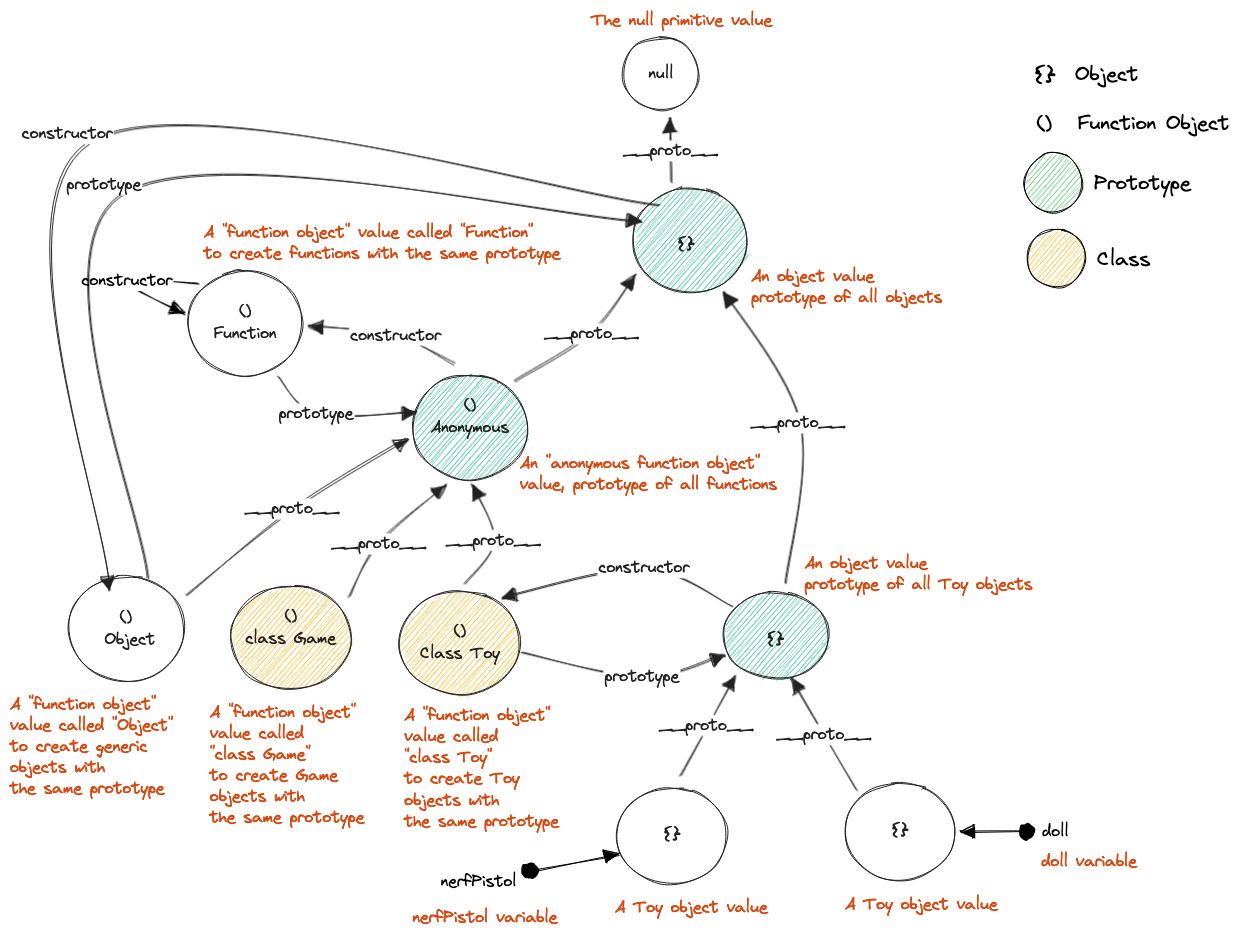 The null primitive value
null
{} Object
() Function Object
Prototype
Class
constructor
prototype
__proto__
{}
An object value
prototype of all objects
A "function object" value called "Function"
to create functions with the same prototype
constructor
()
Function
constructor
__proto__
prototype
()
Anonymous
An "anonymous function object"
value, prototype of all functions
__proto__
__proto__
__proto__
__proto__
constructor
An object value
prototype of all Toy objects
()
Object
()
class Game
()
Class Toy
{}
prototype
A "function object"
value called "Object"
to create generic
objects with
the same prototype
A "function object"
value called
"class Game"
to create Game
objects with
the same prototype
A "function object"
value called
"class Toy"
to create Toy
objects with
the same prototype
__proto__
__proto__
{}
{}
doll
doll variable
nerfPistol
nerfPistol variable
A Toy object value
A Toy object value